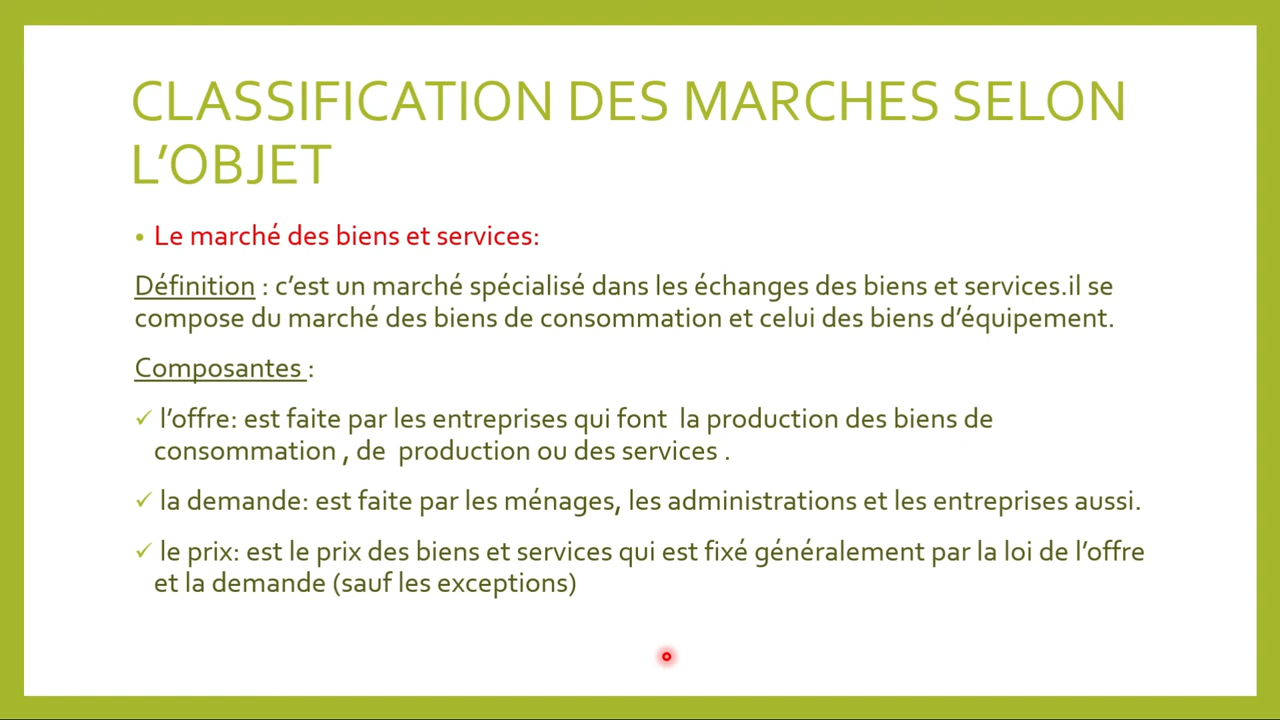 CLASSIFICATION DES MARCHES SELON
L’OBJET
• Le marché des biens et services:
Définition : c’est un marché spécialisé dans les échanges des biens et services.il se
compose du marché des biens de consommation et celui des biens d’équipement.
Composantes :
✓ l’offre: est faite par les entreprises qui font la production des biens de
consommation , de production ou des services .
✓ la demande: est faite par les ménages, les administrations et les entreprises aussi.
✓ le prix: est le prix des biens et services qui est fixé généralement par la loi de l’offre
et la demande (sauf les exceptions)